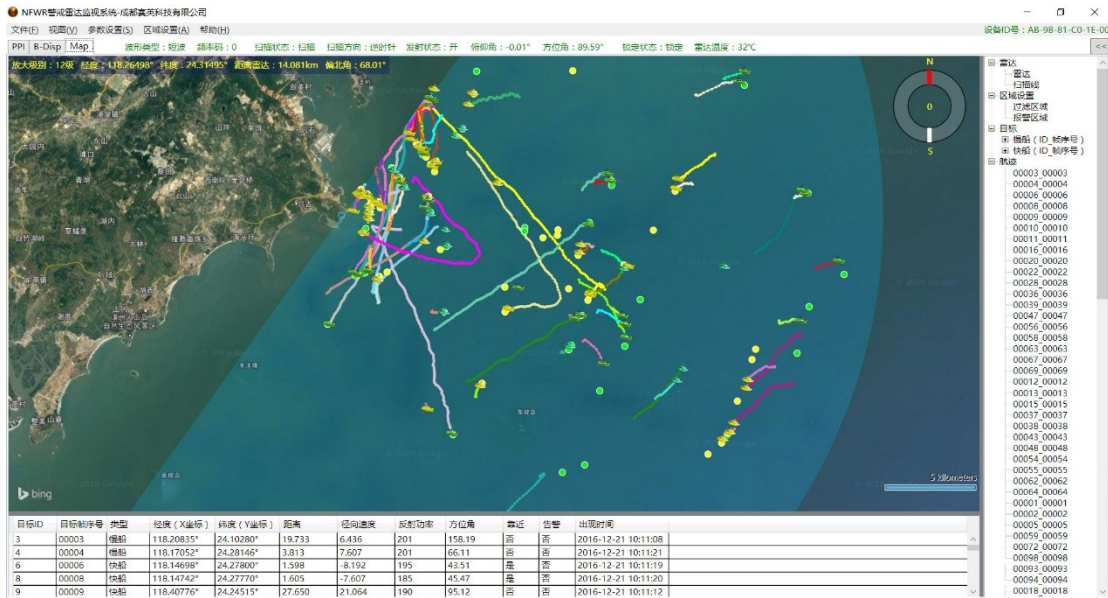 NFWR警戒雷达监视系统-成都富英科技有限公司
文件(F) 视图(V) 参数设置(S) 区域设置(A) 帮助(H)
设备ID号：AB-98-81-C0-1E-00
PPI B-Disp Map 波形类型：短波 频率码：0 扫描状态：扫描 扫描方向：逆时针 发射状态：开 俯仰角：-0.01° 方位角：89.59° 锁定状态：锁定 雷达温度：32℃ <<
放大级别：12级 经度：118.26498° 纬度：24.31495° 距离雷达：14.081km 偏北角：68.01°
N
0
S
5 kilometers
bing
雷达
雷达
扫描线
区域设置
过滤区域
报警区域
目标
慢船（ID_帧序号）
快船（ID_帧序号）
航迹
00003_00003
00004_00004
00006_00006
00008_00008
00009_00009
00010_00010
00011_00011
00016_00016
00020_00020
00022_00022
00028_00028
00036_00036
00039_00039
00047_00047
00056_00056
00058_00058
00063_00063
00067_00067
00069_00069
00012_00012
00013_00013
00015_00015
00037_00037
00038_00038
00043_00043
00048_00048
00054_00054
00055_00055
00062_00062
00064_00064
00001_00001
00002_00002
00005_00005
00059_00059
00072_00072
00098_00098
00093_00093
00094_00094
00018_00018
目标ID 目标帧序号 类型 经度（X坐标） 纬度（Y坐标） 距离 径向速度 反射功率 方位角 靠近 告警 出现时间
3 00003 慢船 118.20835° 24.10280° 19.733 6.436 201 158.19 否 否 2016-12-21 10:11:08
4 00004 慢船 118.17052° 24.28146° 3.813 7.607 201 66.11 否 否 2016-12-21 10:11:21
6 00006 快船 118.14698° 24.27800° 1.598 -8.192 195 43.51 是 否 2016-12-21 10:11:19
8 00008 快船 118.14742° 24.27770° 1.605 -7.607 185 45.47 是 否 2016-12-21 10:11:20
9 00009 快船 118.40776° 24.24515° 27.650 21.064 190 95.12 否 否 2016-12-21 10:11:12